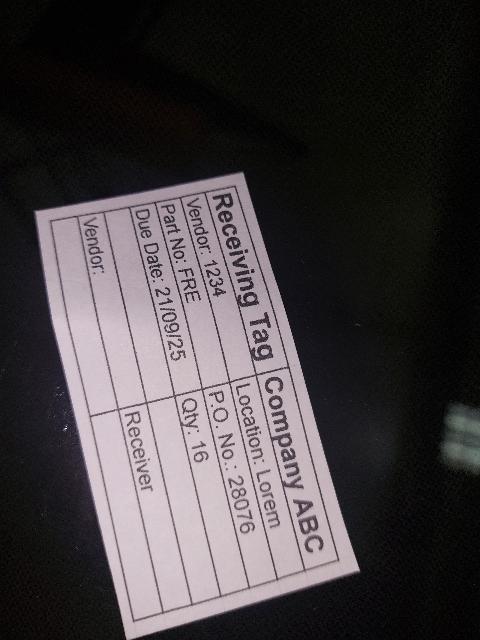 Receiving Tag Company ABC
Vendor: 1234 Location: Lorem
Part No: FRE P.O. No.: 28076
Due Date: 21/09/25 Qty: 16
Vendor: Receiver